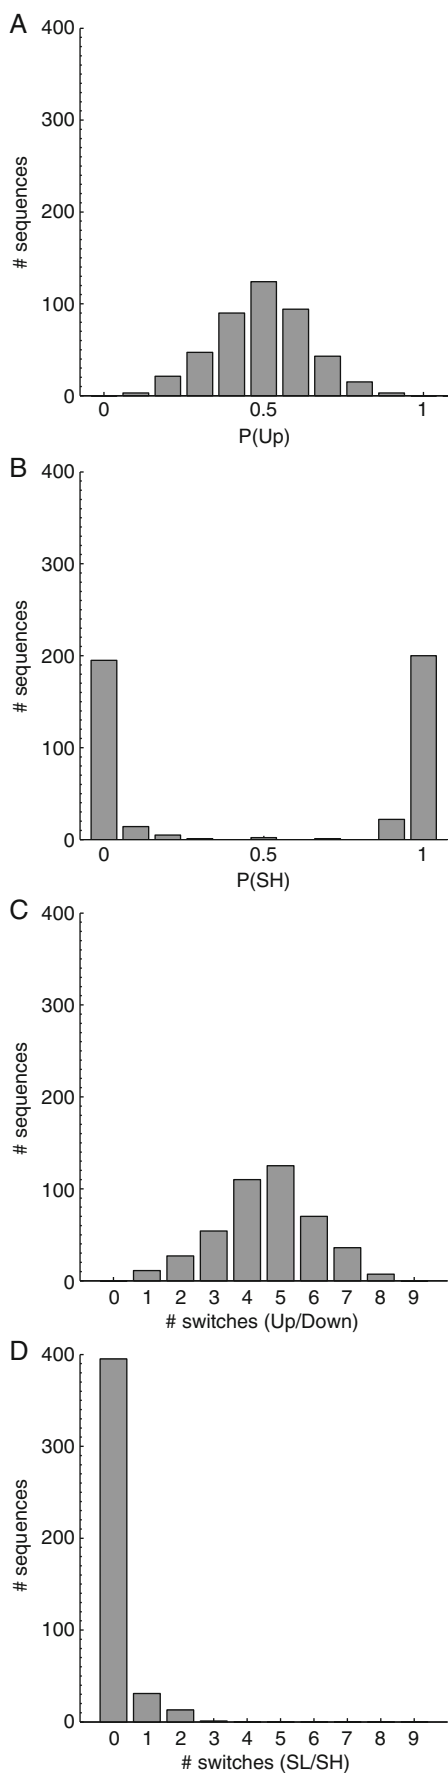 A
400
300
200
100
0
# sequences
0 0.5 1
P(Up)
B
400
300
200
100
0
# sequences
0 0.5 1
P(SH)
C
400
300
200
100
0
# sequences
0 1 2 3 4 5 6 7 8 9
# switches (Up/Down)
D
400
300
200
100
0
# sequences
0 1 2 3 4 5 6 7 8 9
# switches (SL/SH)